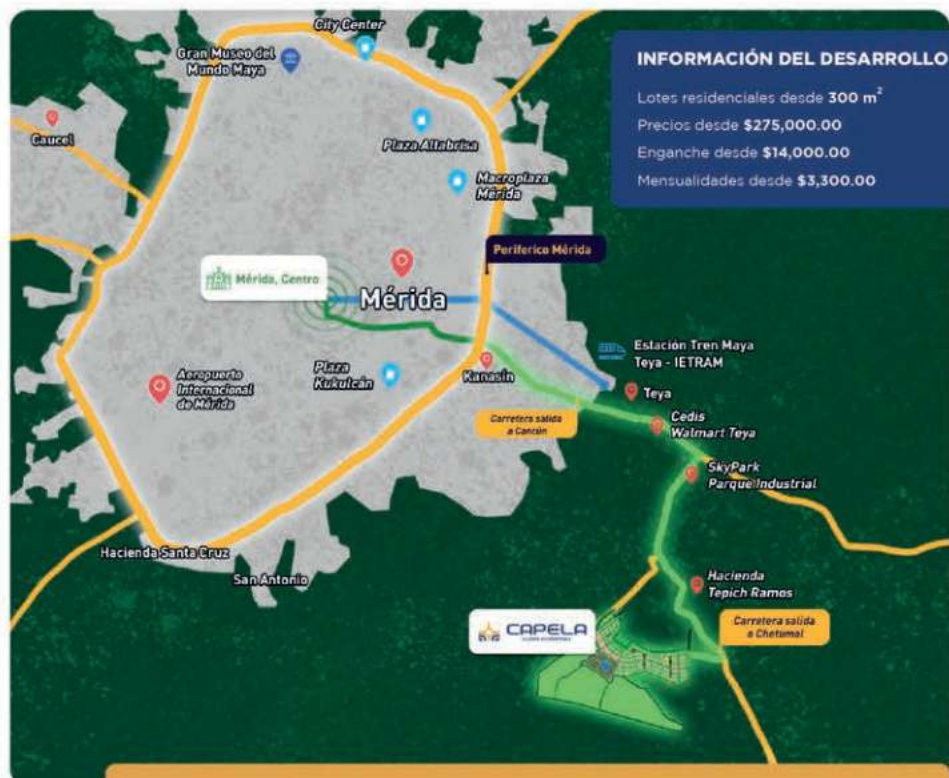 City Center
Gran Museo del
Mundo Maya
INFORMACIÓN DEL DESARROLLO
Lotes residenciales desde 300 m²
Precios desde $275,000.00
Enganche desde $14,000.00
Mensualidades desde $3,300.00
Caucel
Plaza Altabrisa
Macroplaza
Mérida
Periferico Mérida
Mérida, Centro
Mérida
Estación Tren Maya
Teya - IETRAM
Aeropuerto
Internacional
de Mérida
Plaza
Kukulcán
Kanasín
Teya
Carretera salida
a Cancún
Cedis
Walmart Teya
SkyPark
Parque Industrial
Hacienda Santa Cruz
San Antonio
Hacienda
Tepich Ramos
CAPELA
Carretera salida
a Chetumal